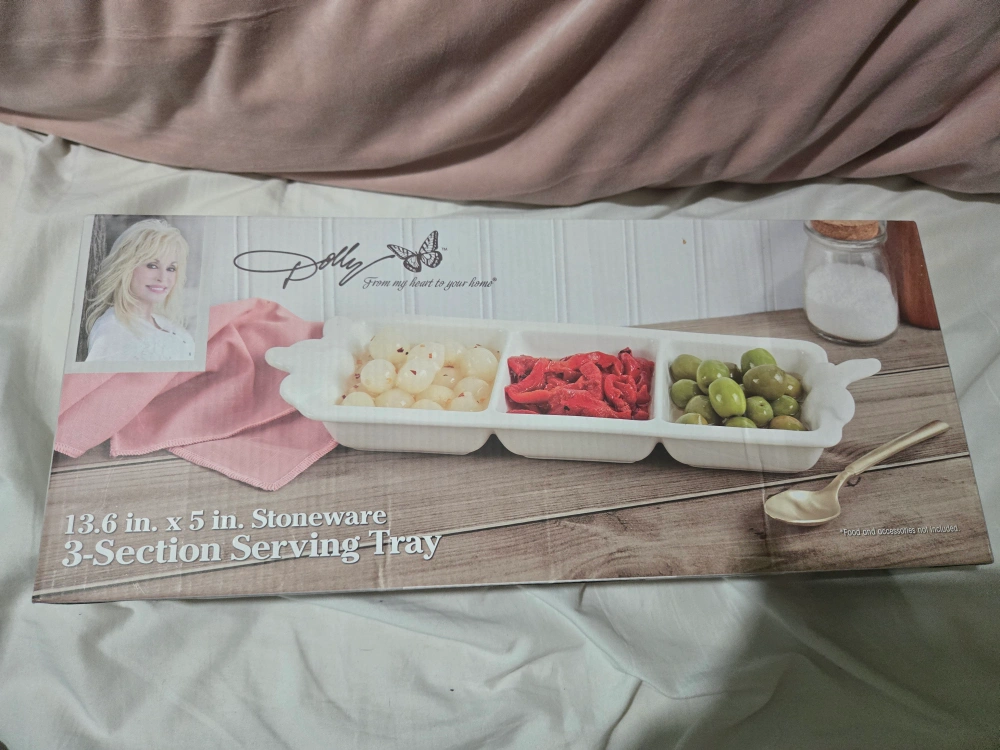 Dolly™
From my heart to your home®
13.6 in. x 5 in. Stoneware
3-Section Serving Tray
*Food and accessories not included.